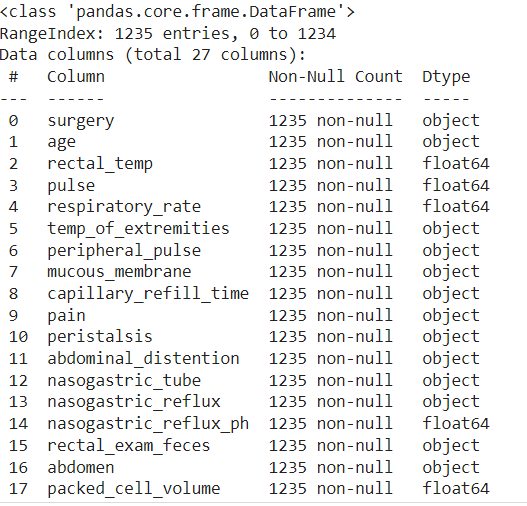 <class 'pandas.core.frame.DataFrame'>
RangeIndex: 1235 entries, 0 to 1234
Data columns (total 27 columns):
 #   Column                 Non-Null Count  Dtype
---  ------                 --------------  -----
 0   surgery                1235 non-null   object
 1   age                    1235 non-null   object
 2   rectal_temp            1235 non-null   float64
 3   pulse                  1235 non-null   float64
 4   respiratory_rate       1235 non-null   float64
 5   temp_of_extremities    1235 non-null   object
 6   peripheral_pulse       1235 non-null   object
 7   mucous_membrane        1235 non-null   object
 8   capillary_refill_time  1235 non-null   object
 9   pain                   1235 non-null   object
 10  peristalsis            1235 non-null   object
 11  abdominal_distention   1235 non-null   object
 12  nasogastric_tube       1235 non-null   object
 13  nasogastric_reflux     1235 non-null   object
 14  nasogastric_reflux_ph  1235 non-null   float64
 15  rectal_exam_feces      1235 non-null   object
 16  abdomen                1235 non-null   object
 17  packed_cell_volume     1235 non-null   float64